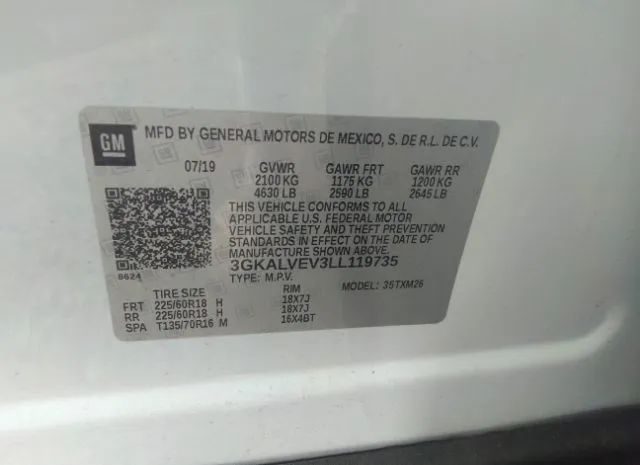 GM MFD BY GENERAL MOTORS DE MEXICO, S. DE R.L. DE C.V.
07/19 GVWR GAWR FRT GAWR RR
2100 KG 1175 KG 1200 KG
4630 LB 2590 LB 2645 LB
THIS VEHICLE CONFORMS TO ALL
APPLICABLE U.S. FEDERAL MOTOR
VEHICLE SAFETY AND THEFT PREVENTION
STANDARDS IN EFFECT ON THE DATE OF
MANUFACTURE SHOWN ABOVE.
8624
3GKALVEV3LL119735
TYPE: M.P.V. MODEL: 3STXM26
TIRE SIZE RIM
FRT 225/60R18 H 18X7J
RR 225/60R18 H 18X7J
SPA T135/70R16 M 16X4BT